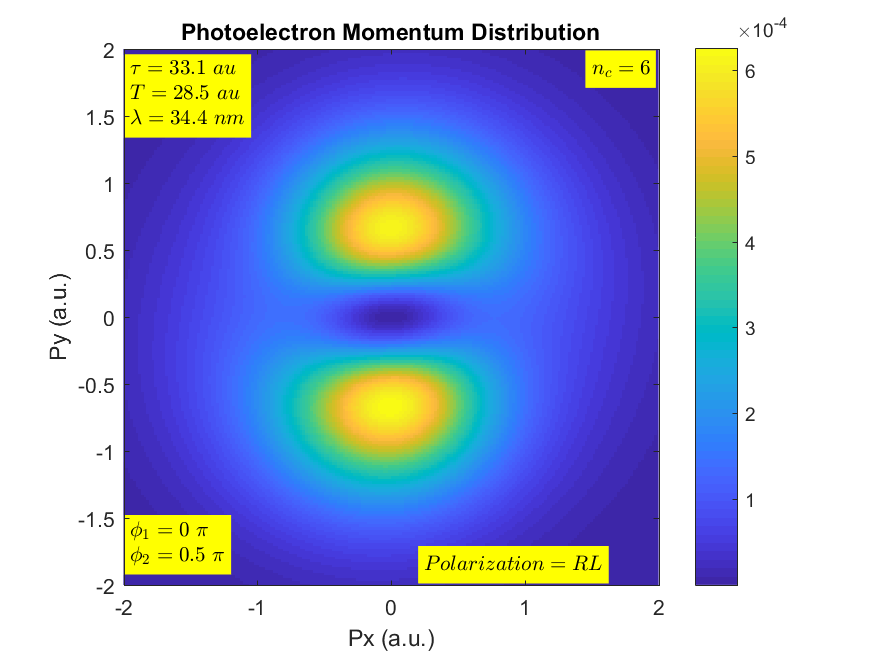 Photoelectron Momentum Distribution
×10⁻⁴
τ = 33.1 au
T = 28.5 au
λ = 34.4 nm
n_c = 6
ϕ₁ = 0 π
ϕ₂ = 0.5 π
Polarization = RL
2
1.5
1
0.5
0
-0.5
-1
-1.5
-2
Py (a.u.)
-2
-1
0
1
2
Px (a.u.)
6
5
4
3
2
1